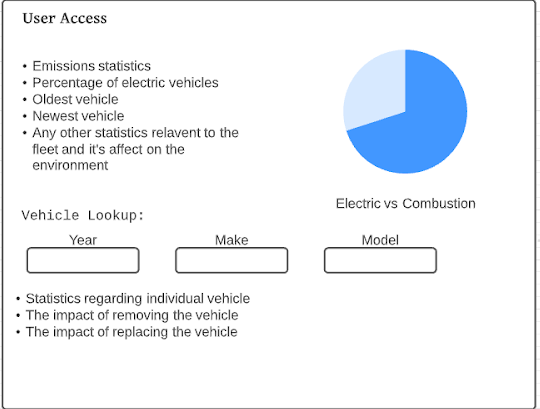 User Access
• Emissions statistics
• Percentage of electric vehicles
• Oldest vehicle
• Newest vehicle
• Any other statistics relavent to the
fleet and it's affect on the
environment
Electric vs Combustion
Vehicle Lookup:
Year Make Model
• Statistics regarding individual vehicle
• The impact of removing the vehicle
• The impact of replacing the vehicle